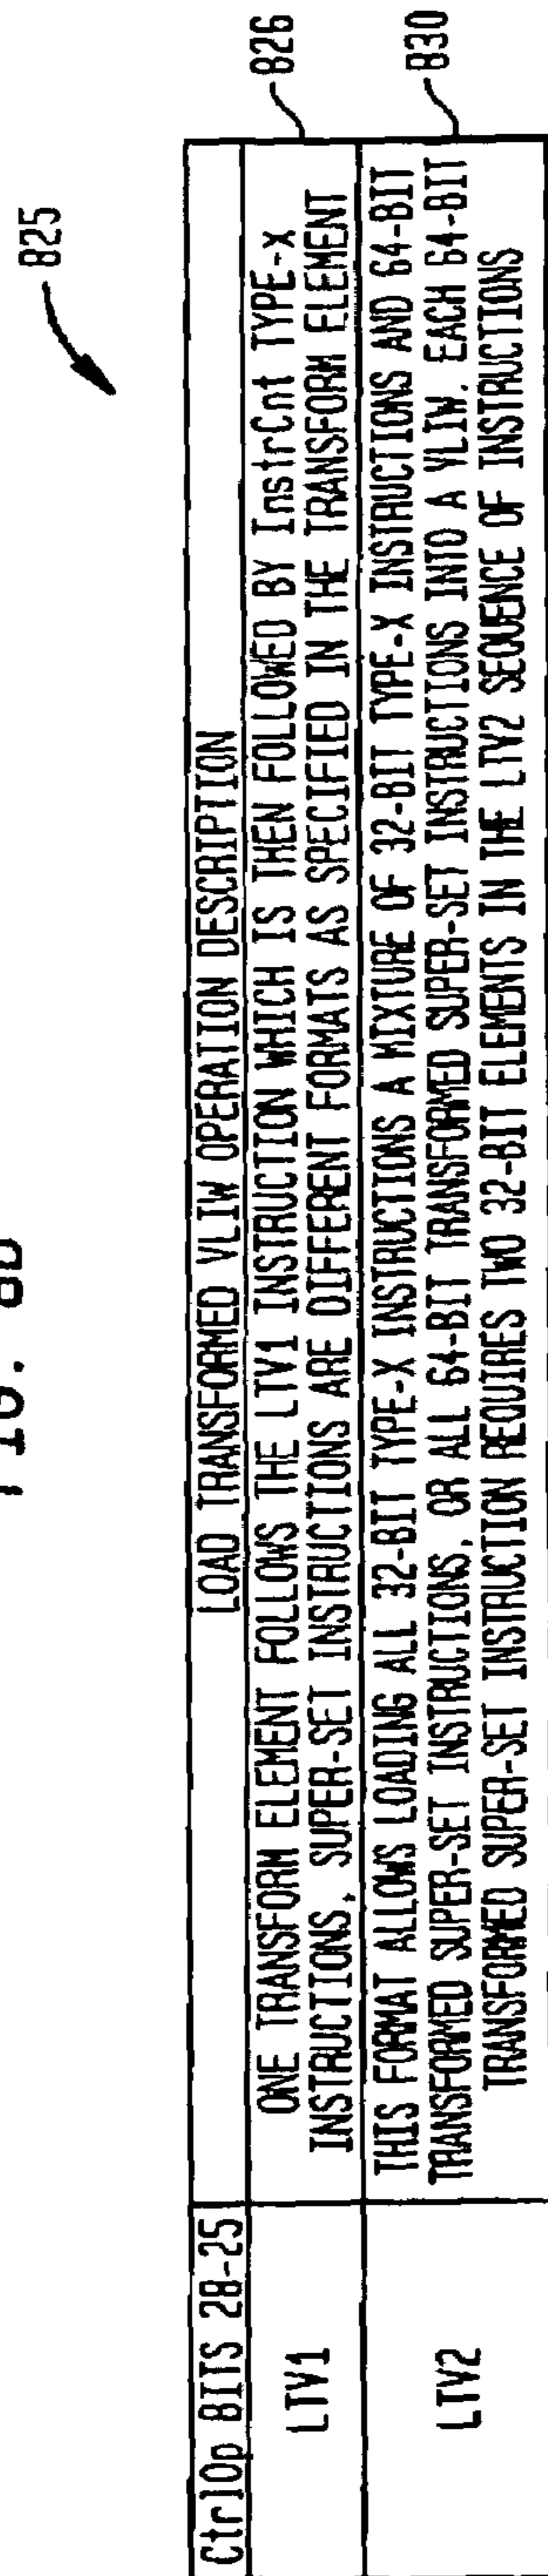 825
Ctr1Op BITS 28-25
LOAD TRANSFORMED VLIW OPERATION DESCRIPTION
LTV1
ONE TRANSFORM ELEMENT FOLLOWS THE LTV1 INSTRUCTION WHICH IS THEN FOLLOWED BY InstrCnt TYPE-x
INSTRUCTIONS, SUPER-SET INSTRUCTIONS ARE DIFFERENT FORMATS AS SPECIFIED IN THE TRANSFORM ELEMENT
826
LTV2
THIS FORMAT ALLOWS LOADING ALL 32-BIT TYPE-X INSTRUCTIONS A MIXTURE OF 32-BIT TYPE-X INSTRUCTIONS AND 64-BIT
TRANSFORMED SUPER-SET INSTRUCTIONS, OR ALL 64-BIT TRANSFORMED SUPER-SET INSTRUCTIONS INTO A VLIW. EACH 64-BIT
TRANSFORMED SUPER-SET INSTRUCTION REQUIRES TWO 32-BIT ELEMENTS IN THE LTV2 SEQUENCE OF INSTRUCTIONS
830